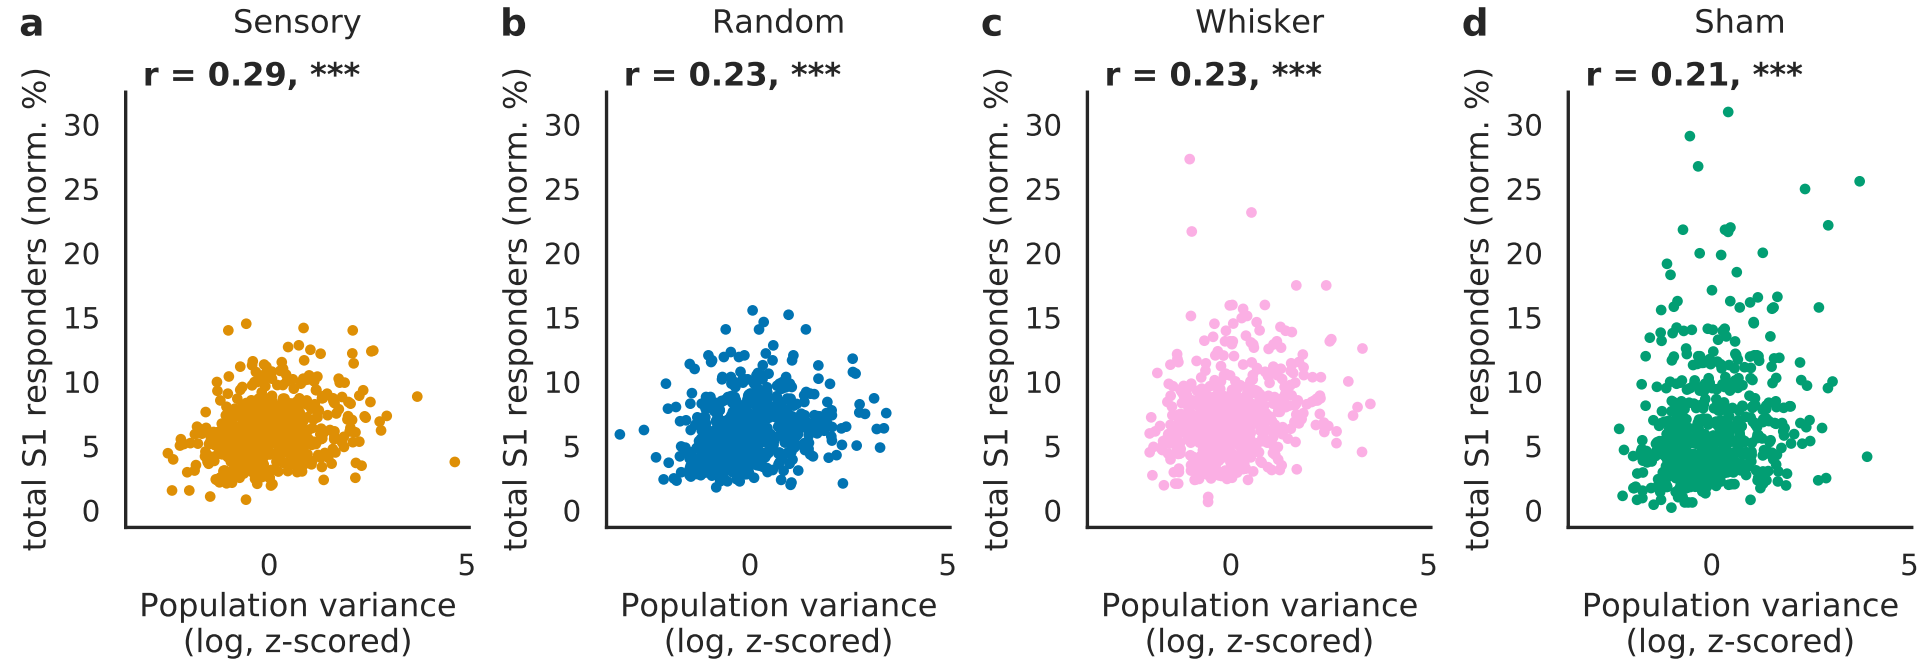 a Sensory
r = 0.29, ***
total S1 responders (norm. %)
30
25
20
15
10
5
0
0 5
Population variance
(log, z-scored)
b Random
r = 0.23, ***
total S1 responders (norm. %)
30
25
20
15
10
5
0
0 5
Population variance
(log, z-scored)
c Whisker
r = 0.23, ***
total S1 responders (norm. %)
30
25
20
15
10
5
0
0 5
Population variance
(log, z-scored)
d Sham
r = 0.21, ***
total S1 responders (norm. %)
30
25
20
15
10
5
0
0 5
Population variance
(log, z-scored)